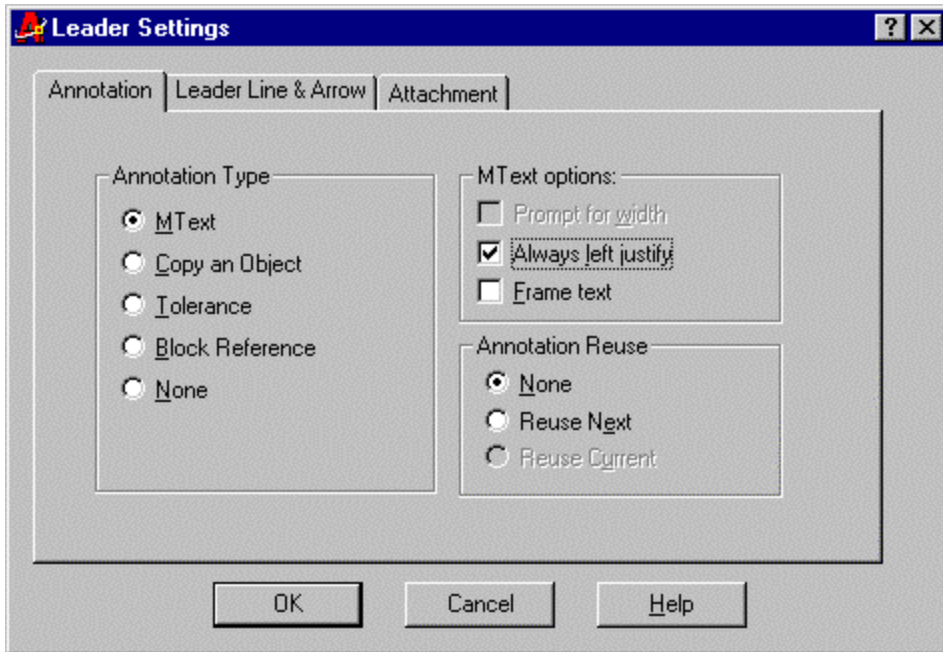 Leader Settings
Annotation
Leader Line & Arrow
Attachment
Annotation Type
MText
Copy an Object
Tolerance
Block Reference
None
MText options:
Prompt for width
Always left justify
Frame text
Annotation Reuse
None
Reuse Next
Reuse Current
OK
Cancel
Help